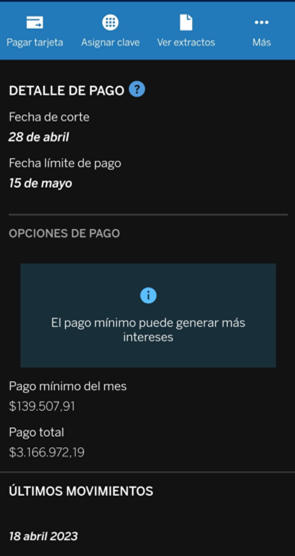 Pagar tarjeta Asignar clave Ver extractos Más
DETALLE DE PAGO ?
Fecha de corte
28 de abril
Fecha límite de pago
15 de mayo
OPCIONES DE PAGO
i
El pago mínimo puede generar más
intereses
Pago mínimo del mes
$139.507,91
Pago total
$3.166.972,19
ÚLTIMOS MOVIMIENTOS
18 abril 2023